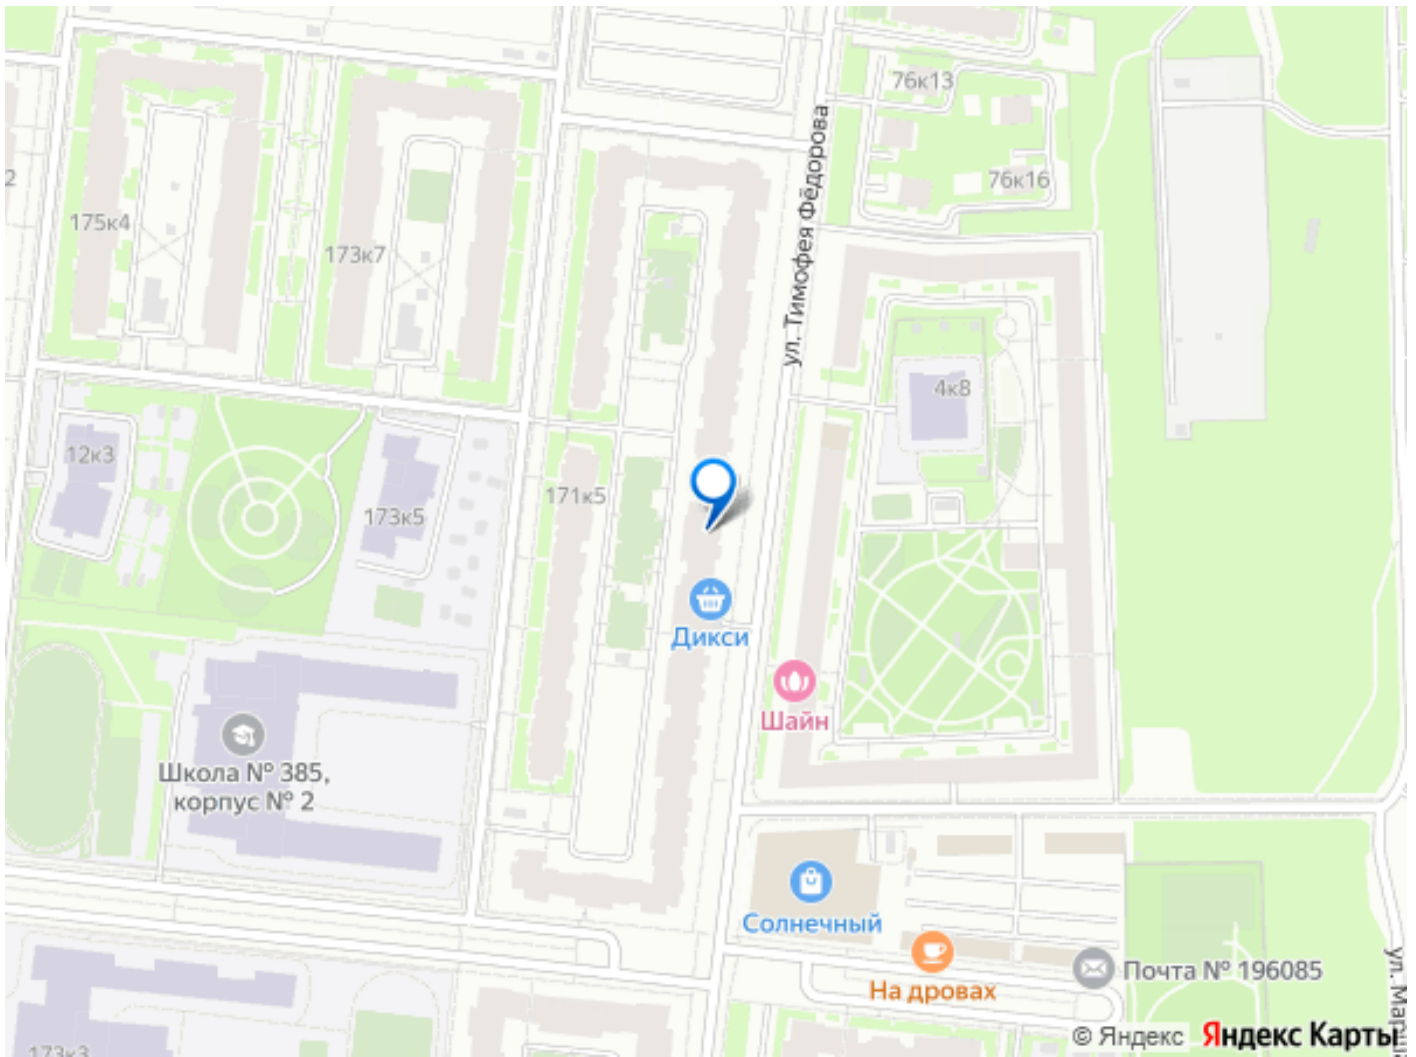 76к13
ул. Тимофея Фёдорова
76к16
2
175к4
173к7
4к8
12к3
171к5
173к5
Дикси
Шайн
Школа № 385,
корпус № 2
Солнечный
На дровах
Почта № 196085
173к3
© Яндекс
Яндекс Карты